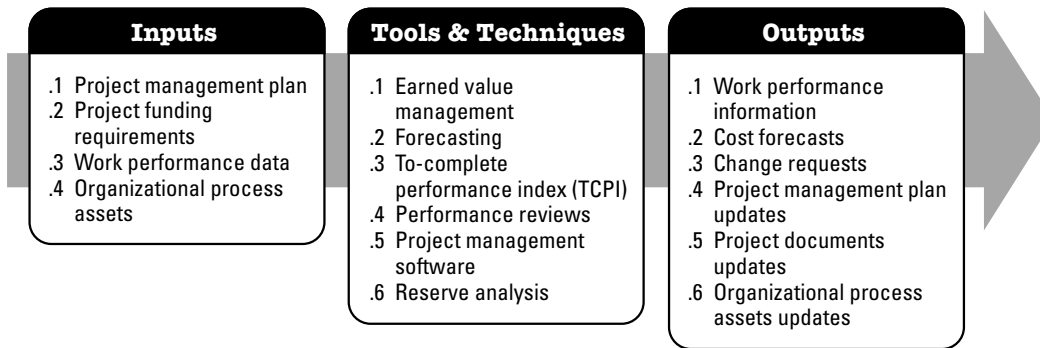 Inputs
.1 Project management plan
.2 Project funding
requirements
.3 Work performance data
.4 Organizational process
assets
Tools & Techniques
.1 Earned value
management
.2 Forecasting
.3 To-complete
performance index (TCPI)
.4 Performance reviews
.5 Project management
software
.6 Reserve analysis
Outputs
.1 Work performance
information
.2 Cost forecasts
.3 Change requests
.4 Project management plan
updates
.5 Project documents
updates
.6 Organizational process
assets updates